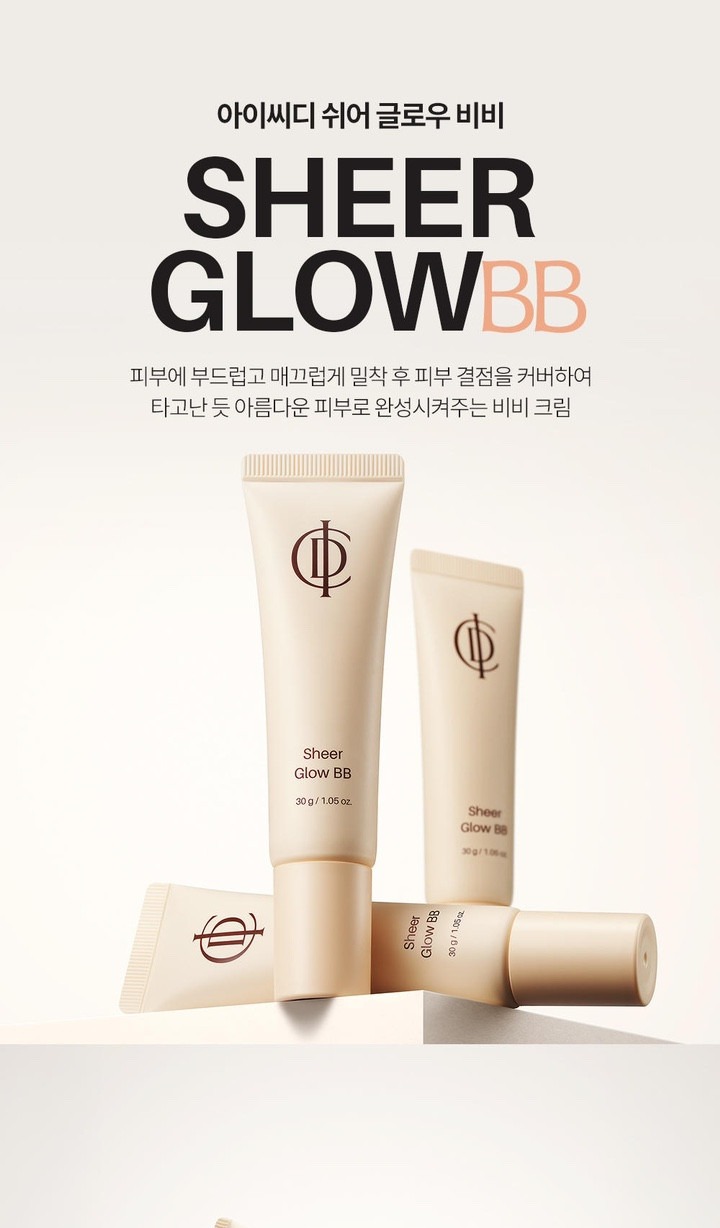 아이씨디 쉬어 글로우 비비
SHEER
GLOWBB
피부에 부드럽고 매끄럽게 밀착 후 피부 결점을 커버하여
타고난 듯 아름다운 피부로 완성시켜주는 비비 크림
ICD
Sheer
Glow BB
30 g / 1.05 oz.
ICD
Sheer
Glow BB
30 g / 1.05 oz.
ICD
Sheer
Glow BB
30 g / 1.05 oz.